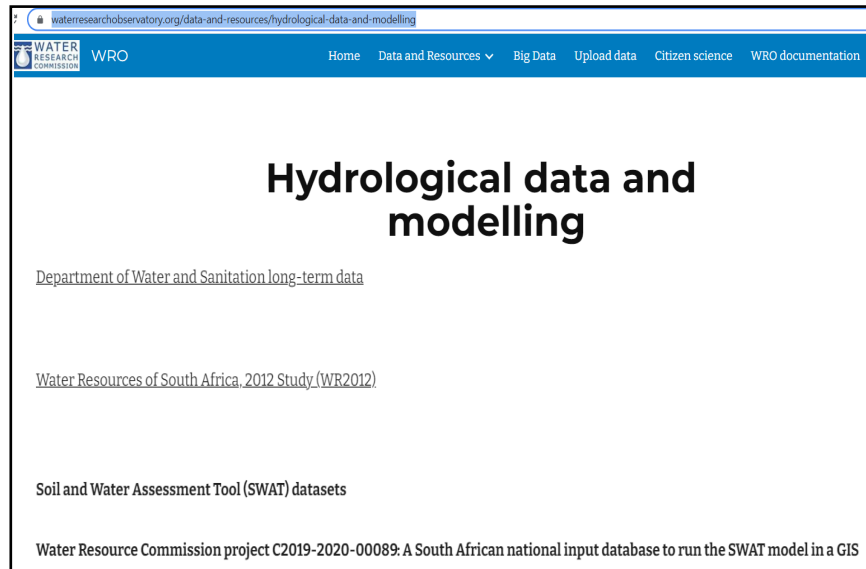 waterresearchobservatory.org/data-and-resources/hydrological-data-and-modelling
WATER
RESEARCH
COMMISSION
WRO
Home Data and Resources Big Data Upload data Citizen science WRO documentation
Hydrological data and
modelling
Department of Water and Sanitation long-term data
Water Resources of South Africa, 2012 Study (WR2012)
Soil and Water Assessment Tool (SWAT) datasets
Water Resource Commission project C2019-2020-00089: A South African national input database to run the SWAT model in a GIS